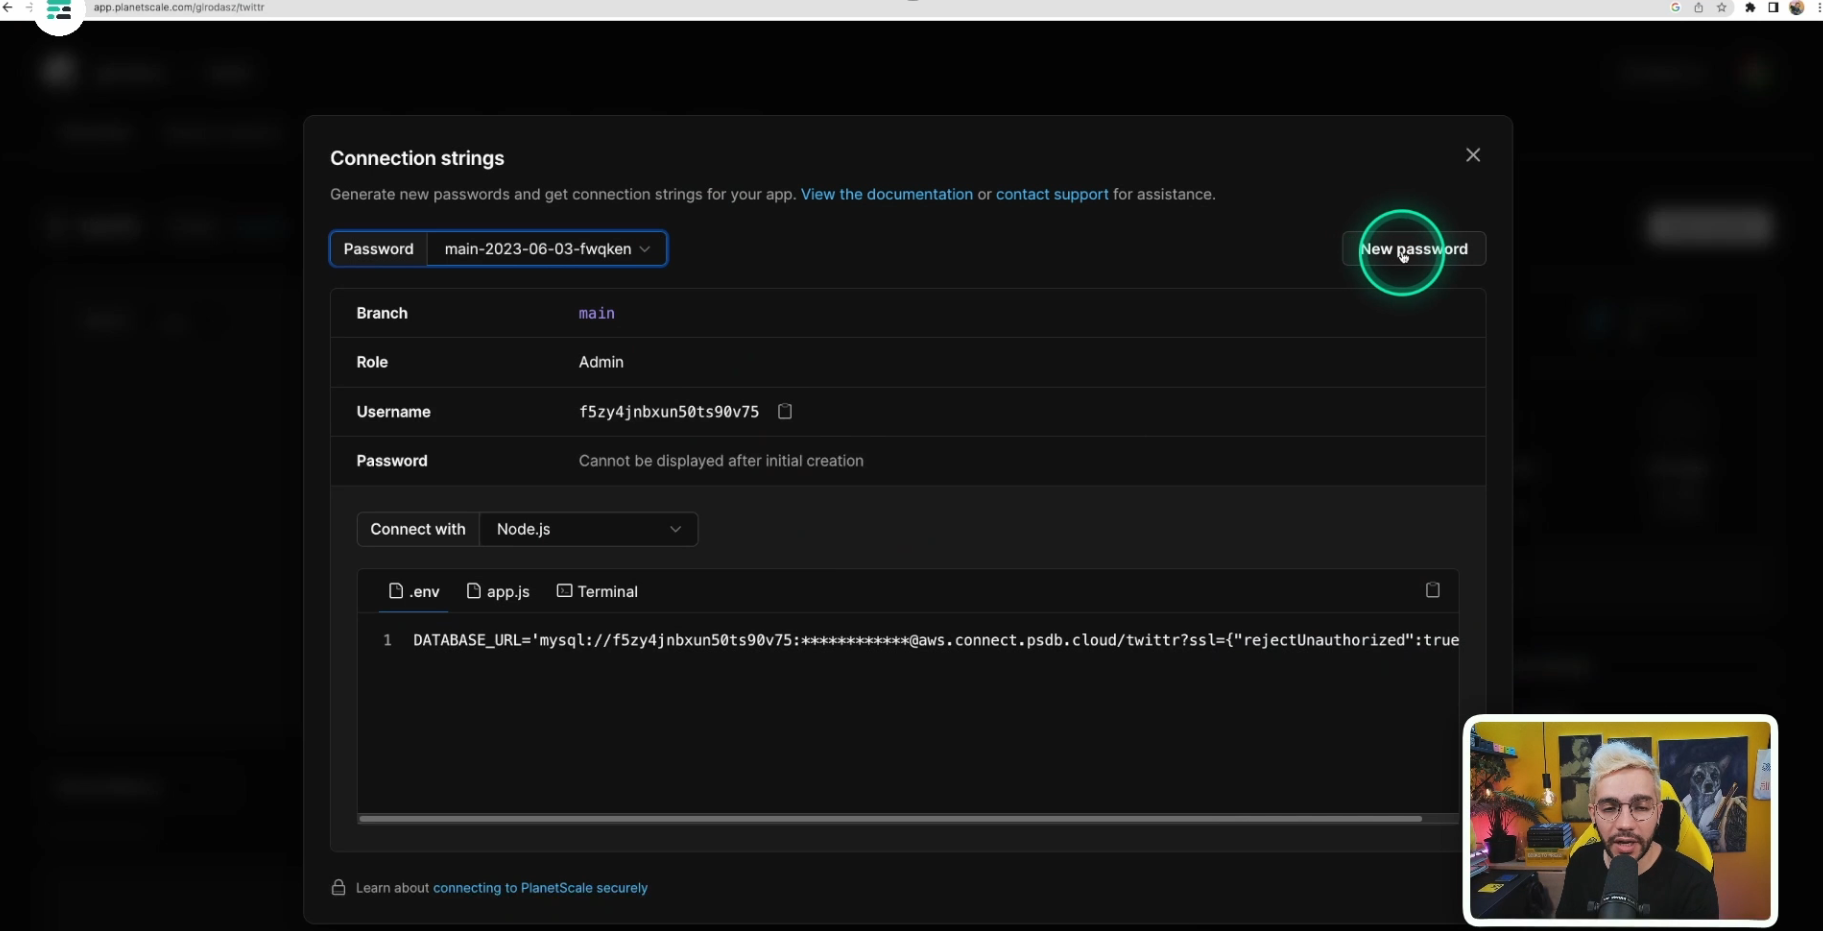 app.planetscale.com/girodasz/twittr
Connection strings
Generate new passwords and get connection strings for your app. View the documentation or contact support for assistance.
Password main-2023-06-03-fwqken
New password
Branch main
Role Admin
Username f5zy4jnbxun50ts90v75
Password Cannot be displayed after initial creation
Connect with Node.js
.env app.js Terminal
1 DATABASE_URL='mysql://f5zy4jnbxun50ts90v75:************@aws.connect.psdb.cloud/twittr?ssl={"rejectUnauthorized":true
Learn about connecting to PlanetScale securely